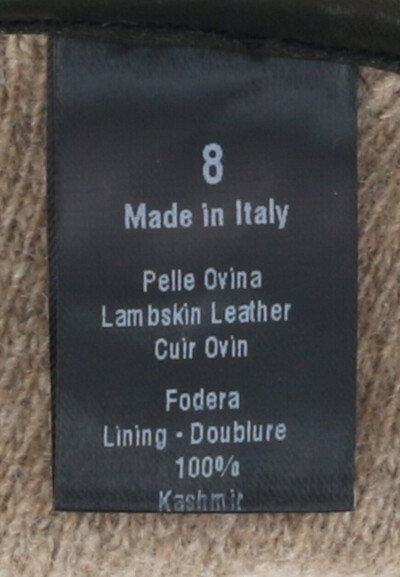 8
Made in Italy
Pelle Ovina
Lambskin Leather
Cuir Ovin
Fodera
Lining - Doublure
100%
Kashmir